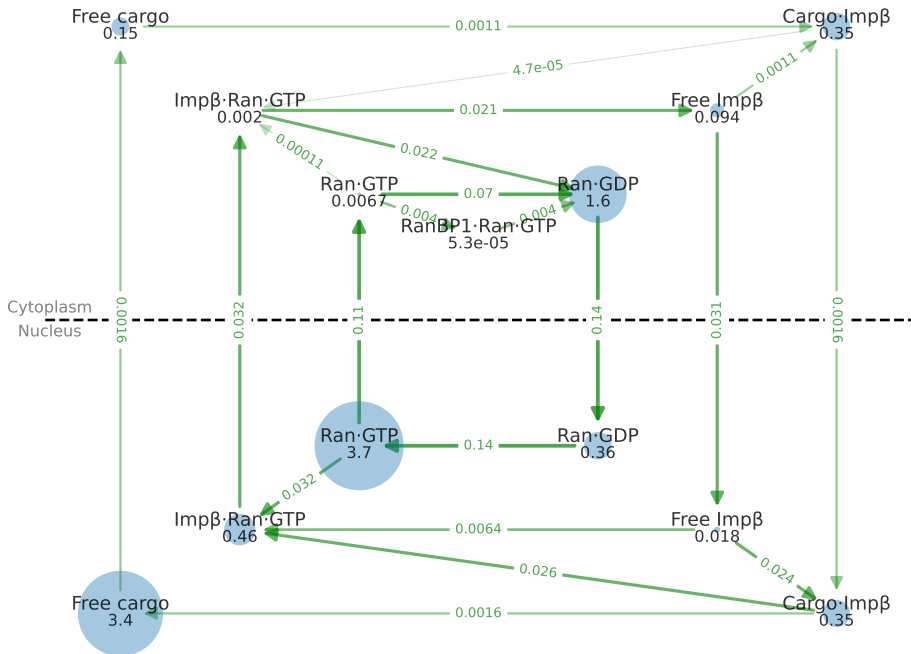 Free cargo
0.15
0.0011
Cargo·Impβ
0.35
4.7e-05
0.0011
Impβ·Ran·GTP
0.002
0.021
Free Impβ
0.094
0.00011
0.022
Ran·GTP
0.0067
0.07
Ran·GDP
1.6
0.004
0.004
RanBP1·Ran·GTP
5.3e-05
Cytoplasm
Nucleus
0.0016
0.032
0.11
0.14
0.031
0.0016
Ran·GTP
3.7
0.14
Ran·GDP
0.36
0.032
Impβ·Ran·GTP
0.46
0.0064
Free Impβ
0.018
0.026
0.024
Free cargo
3.4
0.0016
Cargo·Impβ
0.35